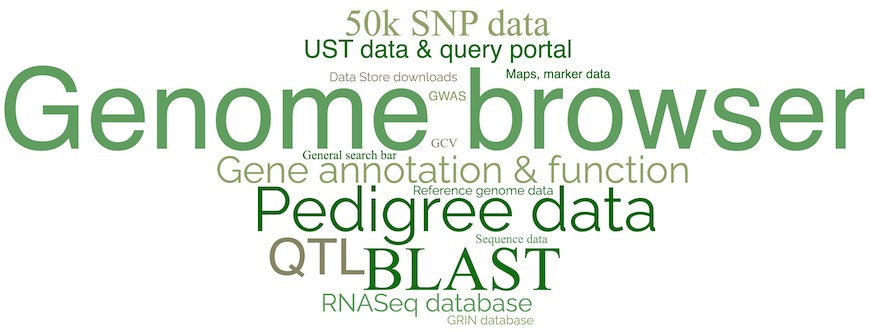 50k SNP data
UST data & query portal
Data Store downloads
Maps, marker data
GWAS
Genome browser
GCV
General search bar
Gene annotation & function
Reference genome data
Pedigree data
Sequence data
QTL
BLAST
RNASeq database
GRIN database